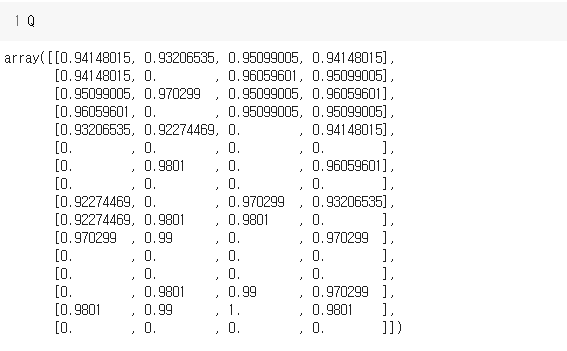 1 Q
array([[0.94148015, 0.93206535, 0.95099005, 0.94148015],
       [0.94148015, 0.        , 0.96059601, 0.95099005],
       [0.95099005, 0.970299  , 0.95099005, 0.96059601],
       [0.96059601, 0.        , 0.95099005, 0.95099005],
       [0.93206535, 0.92274469, 0.        , 0.94148015],
       [0.        , 0.        , 0.        , 0.        ],
       [0.        , 0.9801    , 0.        , 0.96059601],
       [0.        , 0.        , 0.        , 0.        ],
       [0.92274469, 0.        , 0.970299  , 0.93206535],
       [0.92274469, 0.9801    , 0.9801    , 0.        ],
       [0.970299  , 0.99      , 0.        , 0.970299  ],
       [0.        , 0.        , 0.        , 0.        ],
       [0.        , 0.        , 0.        , 0.        ],
       [0.        , 0.9801    , 0.99      , 0.970299  ],
       [0.9801    , 0.99      , 1.        , 0.9801    ],
       [0.        , 0.        , 0.        , 0.        ]])